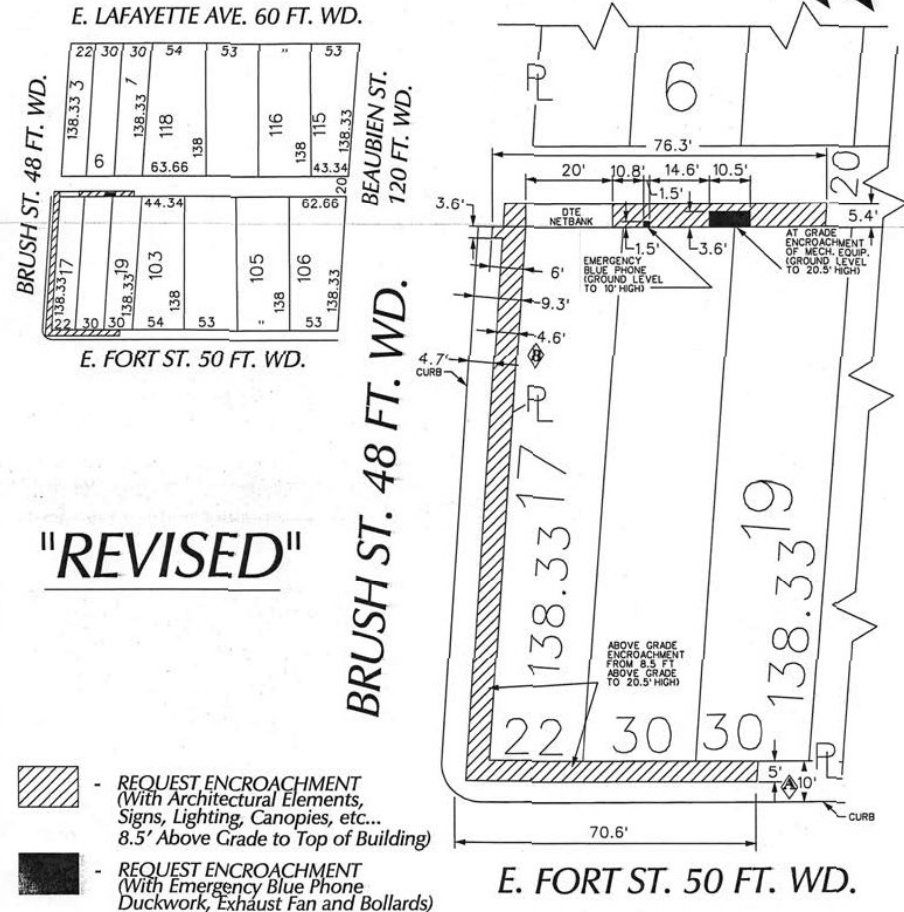 E. LAFAYETTE AVE. 60 FT. WD.
22 30 30 54 53 " 53
138.33 3
6
138.33 7
118
138
63.66
116
138
115
138.33
43.34
BRUSH ST. 48 FT. WD.
BEAUBIEN ST.
120 FT. WD.
20
44.34
62.66
138.33 17
138.33 19
103
138
105
138
106
138.33
22 30 30 54 53 " 53
E. FORT ST. 50 FT. WD.
PL
6
76.3'
20
20' 10.8' 14.6' 10.5'
1.5'
3.6'
DTE
NETBANK
5.4'
1.5'
3.6'
EMERGENCY
BLUE PHONE
(GROUND LEVEL
TO 10' HIGH)
AT GRADE
ENCROACHMENT
OF MECH. EQUIP.
(GROUND LEVEL
TO 20.5' HIGH)
6'
9.3'
4.6'
4.7'
CURB
B
PL
BRUSH ST. 48 FT. WD.
138.33 17
138.33 19
"REVISED"
ABOVE GRADE
ENCROACHMENT
FROM 8.5 FT
ABOVE GRADE
TO 20.5' HIGH)
22 30 30
PL
5'
A
10'
CURB
70.6'
E. FORT ST. 50 FT. WD.
- REQUEST ENCROACHMENT
(With Architectural Elements,
Signs, Lighting, Canopies, etc...
8.5' Above Grade to Top of Building)
- REQUEST ENCROACHMENT
(With Emergency Blue Phone
Duckwork, Exhaust Fan and Bollards)